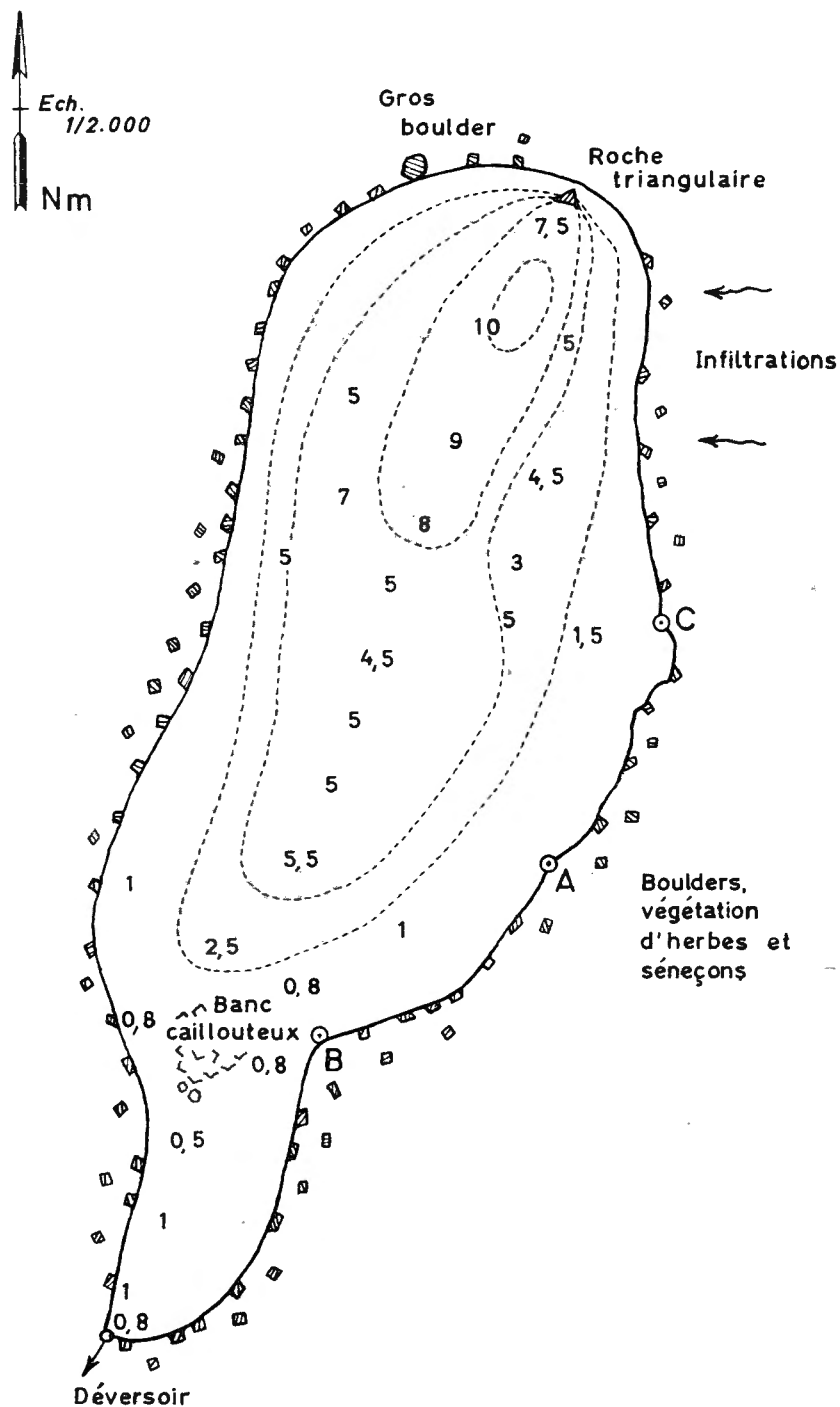 Gros
boulder
Ech.
1/2.000
Roche
triangulaire
Nm
7,5
10
5
Infiltrations
5
9
4,5
7
8
5
3
5
5
C
1,5
4,5
5
5
5,5
A
1
Boulders,
végétation
d'herbes et
séneçons
1
2,5
0,8
Banc
0,8
caillouteux
0,8
B
0,5
1
1
0,8
Déversoir